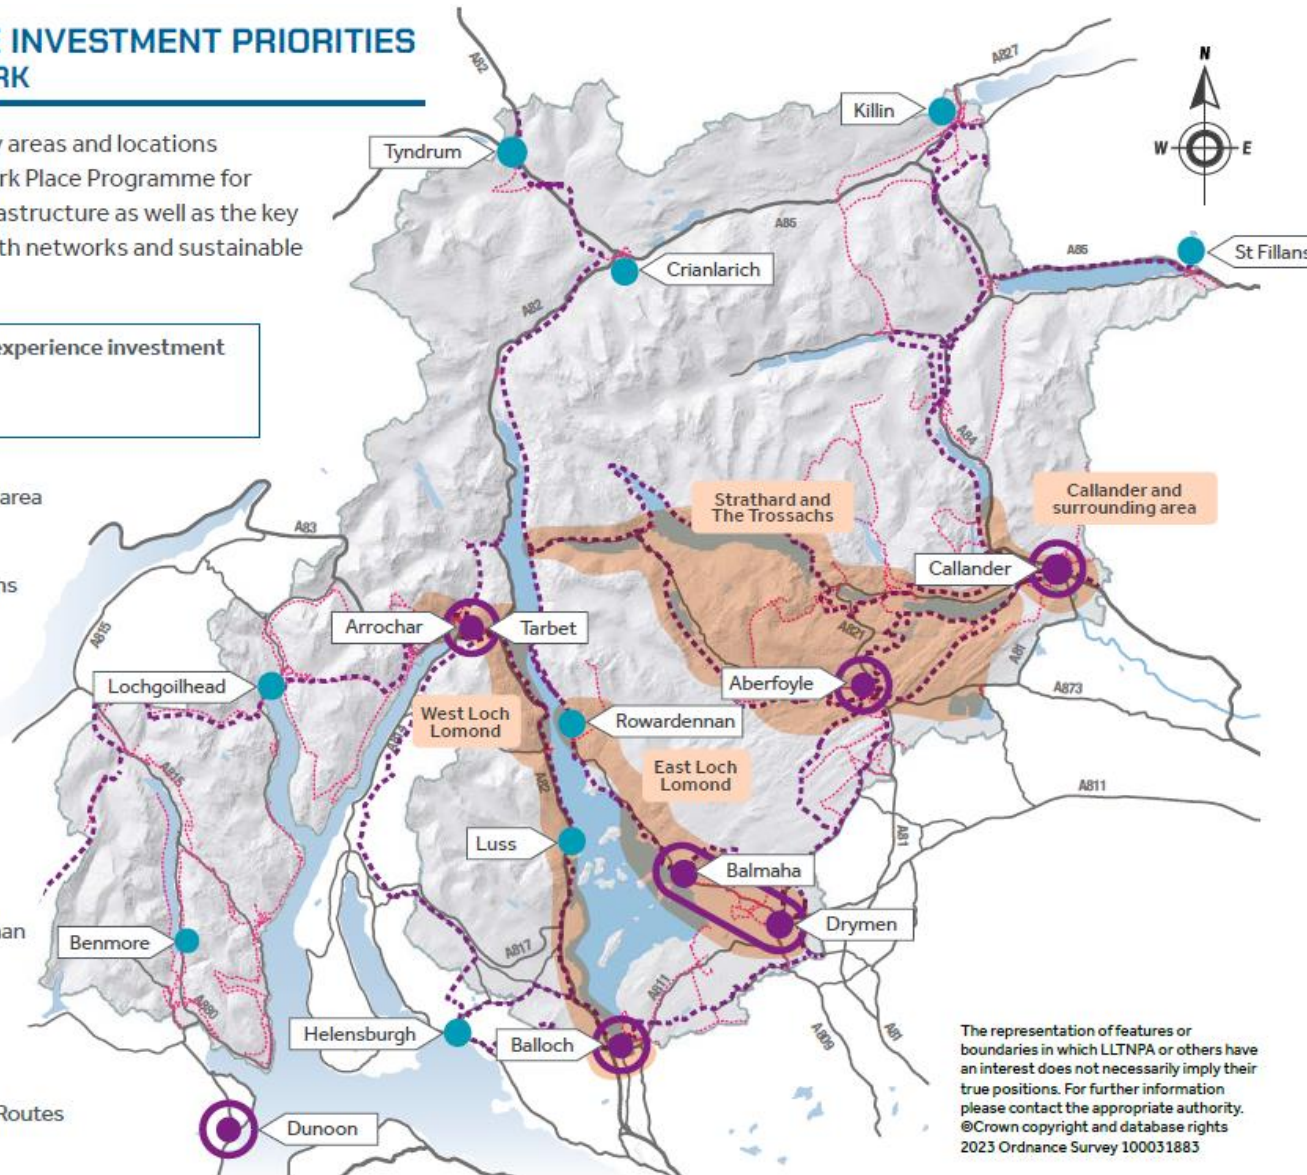 E INVESTMENT PRIORITIES
RK
y areas and locations
rk Place Programme for
astructure as well as the key
th networks and sustainable
experience investment
area
ns
nan
Routes
N
W
E
A82
A827
Killin
Tyndrum
A85
A85
St Fillans
Crianlarich
A82
A84
Strathard and
The Trossachs
Callander and
surrounding area
A83
Callander
A815
Arrochar
Tarbet
A821
A81
Lochgoilhead
Aberfoyle
A873
West Loch
Lomond
Rowardennan
East Loch
Lomond
A815
A82
A811
Luss
A81
Balmaha
Drymen
Benmore
A817
A811
A880
Helensburgh
Balloch
A809
A81
Dunoon
The representation of features or
boundaries in which LLTNPA or others have
an interest does not necessarily imply their
true positions. For further information
please contact the appropriate authority.
©Crown copyright and database rights
2023 Ordnance Survey 100031883